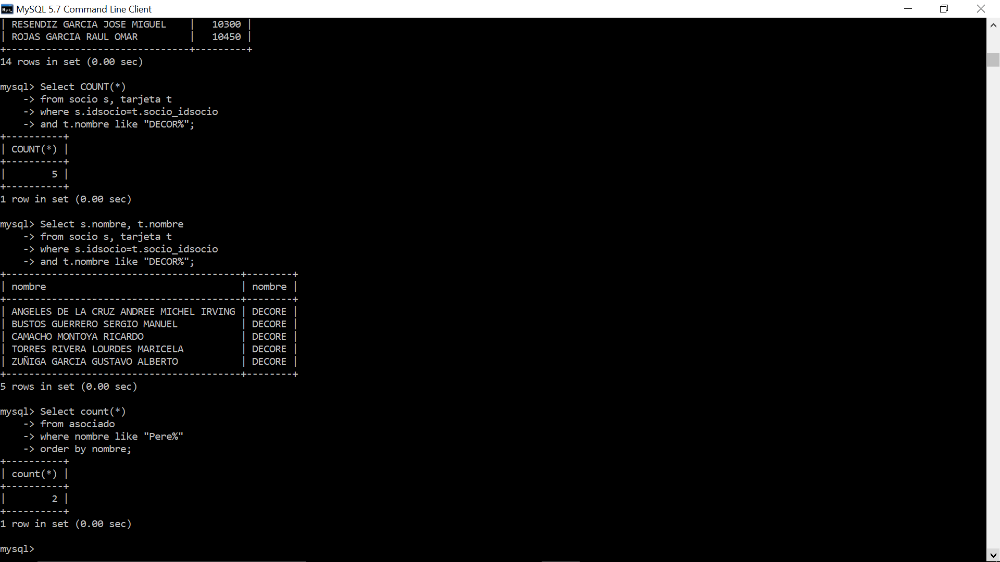 MySQL 5.7 Command Line Client
| RESENDIZ GARCIA JOSE MIGUEL    |   10300 |
| ROJAS GARCIA RAUL OMAR         |   10450 |
+--------------------------------+---------+
14 rows in set (0.00 sec)

mysql> Select COUNT(*)
    -> from socio s, tarjeta t
    -> where s.idsocio=t.socio_idsocio
    -> and t.nombre like "DECOR%";
+----------+
| COUNT(*) |
+----------+
|        5 |
+----------+
1 row in set (0.00 sec)

mysql> Select s.nombre, t.nombre
    -> from socio s, tarjeta t
    -> where s.idsocio=t.socio_idsocio
    -> and t.nombre like "DECOR%";
+-----------------------------------------+--------+
| nombre                                  | nombre |
+-----------------------------------------+--------+
| ANGELES DE LA CRUZ ANDREE MICHEL IRVING | DECORE |
| BUSTOS GUERRERO SERGIO MANUEL           | DECORE |
| CAMACHO MONTOYA RICARDO                 | DECORE |
| TORRES RIVERA LOURDES MARICELA          | DECORE |
| ZUÑIGA GARCIA GUSTAVO ALBERTO           | DECORE |
+-----------------------------------------+--------+
5 rows in set (0.00 sec)

mysql> Select count(*)
    -> from asociado
    -> where nombre like "Pere%"
    -> order by nombre;
+----------+
| count(*) |
+----------+
|        2 |
+----------+
1 row in set (0.00 sec)

mysql>